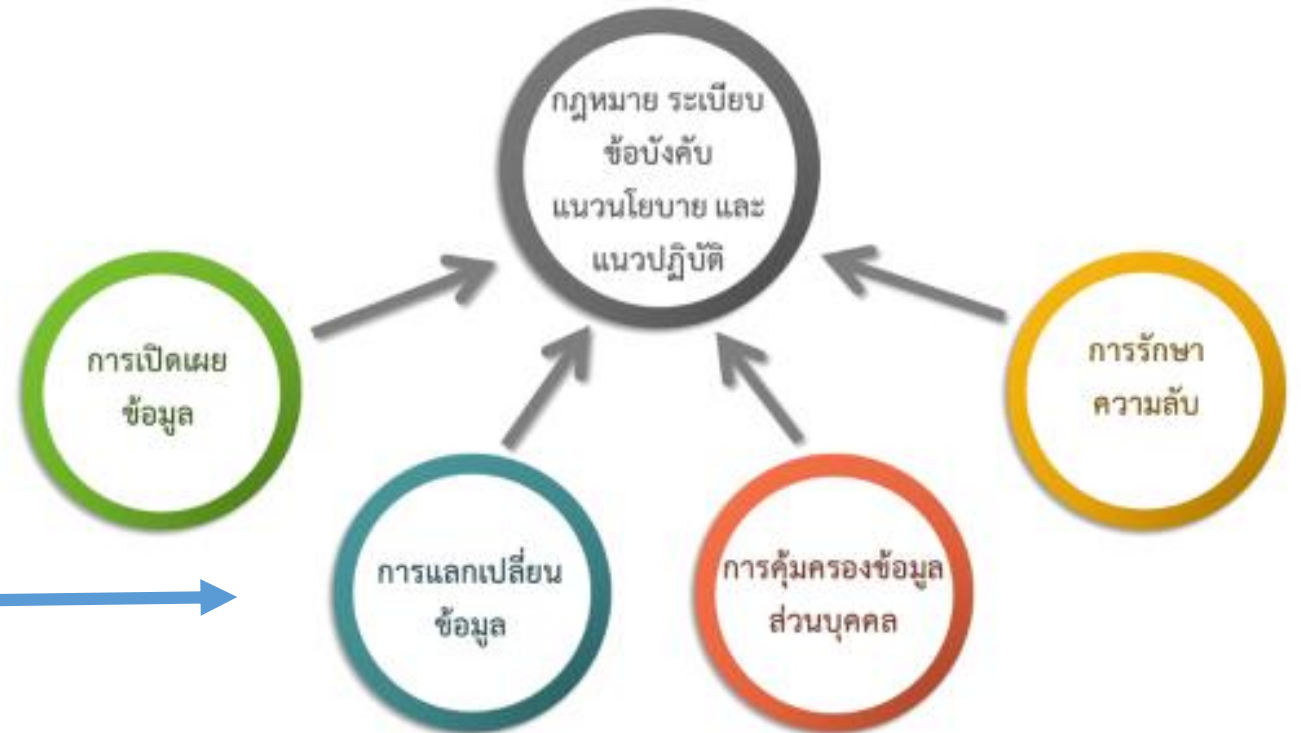 กฎหมาย ระเบียบ
ข้อบังคับ
แนวนโยบาย และ
แนวปฏิบัติ
การเปิดเผย
ข้อมูล
การแลกเปลี่ยน
ข้อมูล
การคุ้มครองข้อมูล
ส่วนบุคคล
การรักษา
ความลับ